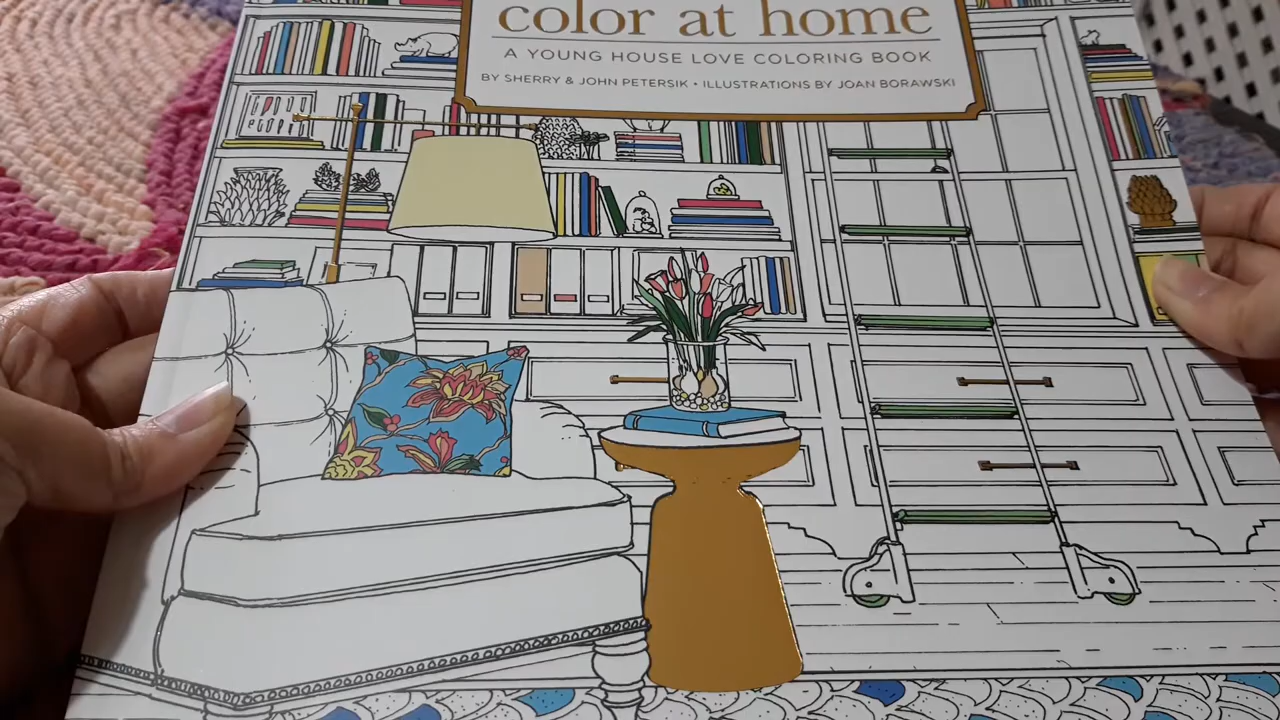 color at home
A YOUNG HOUSE LOVE COLORING BOOK
BY SHERRY & JOHN PETERSIK • ILLUSTRATIONS BY JOAN BORAWSKI